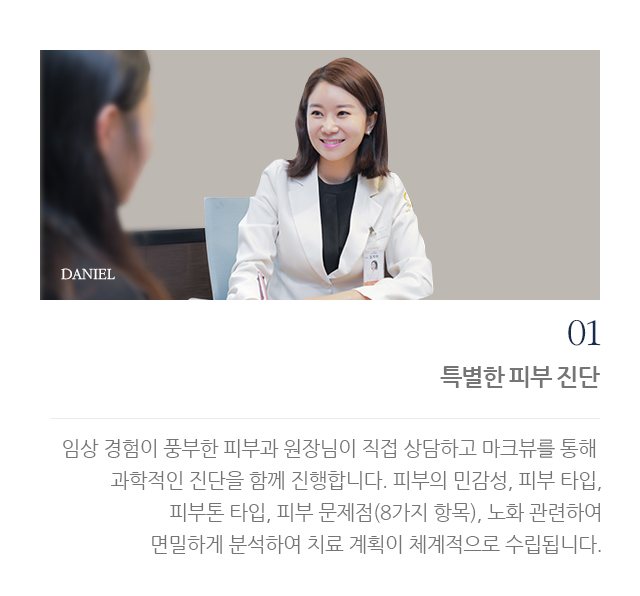 DANIEL
01
특별한 피부 진단
임상 경험이 풍부한 피부과 원장님이 직접 상담하고 마크뷰를 통해
과학적인 진단을 함께 진행합니다. 피부의 민감성, 피부 타입,
피부톤 타입, 피부 문제점(8가지 항목), 노화 관련하여
면밀하게 분석하여 치료 계획이 체계적으로 수립됩니다.